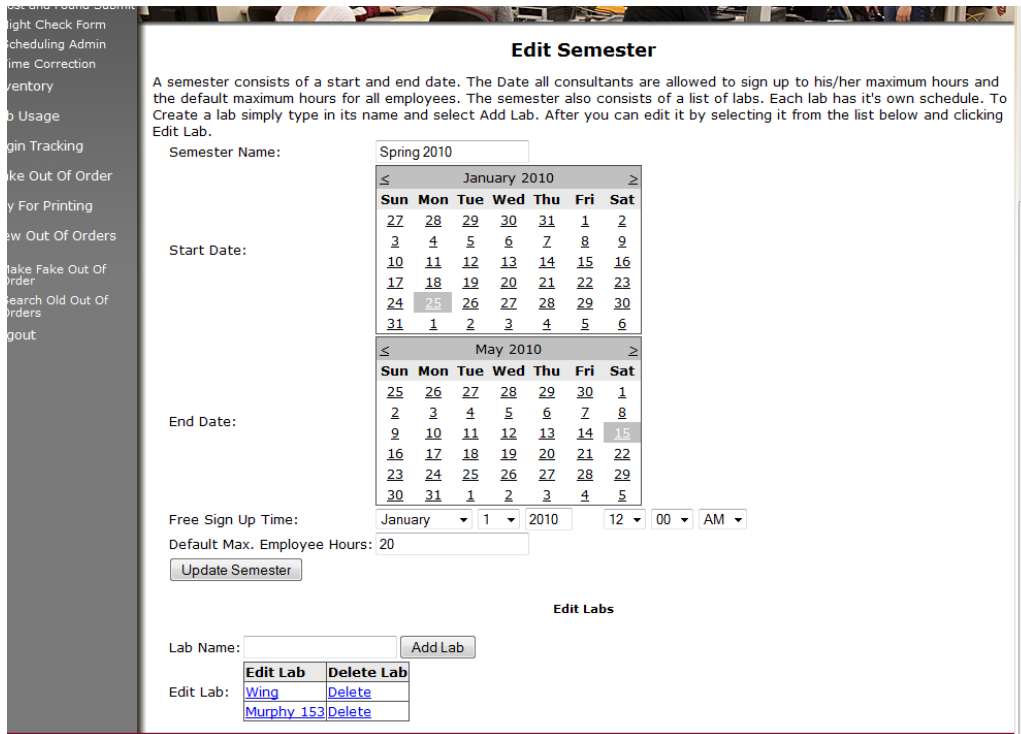 Lost and Found Submit
light Check Form
Scheduling Admin
Time Correction
ventory
b Usage
gin Tracking
ake Out Of Order
y For Printing
ew Out Of Orders
Make Fake Out Of
Order
Search Old Out Of
Orders
gout
Edit Semester
A semester consists of a start and end date. The Date all consultants are allowed to sign up to his/her maximum hours and
the default maximum hours for all employees. The semester also consists of a list of labs. Each lab has it's own schedule. To
Create a lab simply type in its name and select Add Lab. After you can edit it by selecting it from the list below and clicking
Edit Lab.
Semester Name: Spring 2010
Start Date:
< January 2010 >
Sun Mon Tue Wed Thu Fri Sat
27 28 29 30 31 1 2
3 4 5 6 7 8 9
10 11 12 13 14 15 16
17 18 19 20 21 22 23
24 25 26 27 28 29 30
31 1 2 3 4 5 6
End Date:
< May 2010 >
Sun Mon Tue Wed Thu Fri Sat
25 26 27 28 29 30 1
2 3 4 5 6 7 8
9 10 11 12 13 14 15
16 17 18 19 20 21 22
23 24 25 26 27 28 29
30 31 1 2 3 4 5
Free Sign Up Time: January 1 2010 12 00 AM
Default Max. Employee Hours: 20
Update Semester
Edit Labs
Lab Name: Add Lab
Edit Lab:
Edit Lab Delete Lab
Wing Delete
Murphy 153 Delete